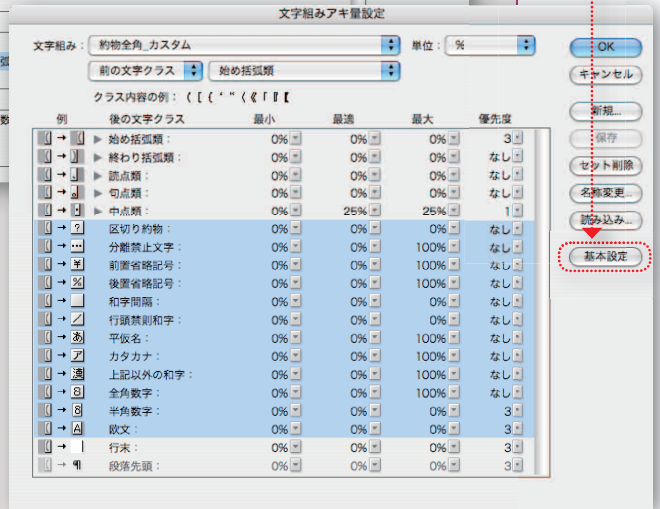 文字組みアキ量設定
文字組み： 約物全角_カスタム 単位： % OK
前の文字クラス 始め括弧類 キャンセル
クラス内容の例： （［｛‘“〈《「『【
例 後の文字クラス 最小 最適 最大 優先度 新規...
（ → （ ▶ 始め括弧類： 0% 0% 0% 3 保存
（ → ） ▶ 終わり括弧類： 0% 0% 0% なし セット削除
（ → 、 ▶ 読点類： 0% 0% 0% なし
（ → 。 ▶ 句点類： 0% 0% 0% なし 名称変更...
（ → ・ ▶ 中点類： 0% 25% 25% 1 読み込み...
（ → ? 区切り約物： 0% 0% 0% なし
（ → … 分離禁止文字： 0% 0% 100% なし 基本設定
（ → ¥ 前置省略記号： 0% 0% 100% なし
（ → % 後置省略記号： 0% 0% 100% なし
（ → 和字間隔： 0% 0% 0% なし
（ → ／ 行頭禁則和字： 0% 0% 0% なし
（ → あ 平仮名： 0% 0% 100% なし
（ → ア カタカナ： 0% 0% 100% なし
（ → 漢 上記以外の和字： 0% 0% 100% なし
（ → 8 全角数字： 0% 0% 100% なし
（ → 8 半角数字： 0% 0% 0% 3
（ → A 欧文： 0% 0% 0% 3
（ → | 行末： 0% 0% 0% 3
（ → ¶ 段落先頭： 0% 0% 0% 3